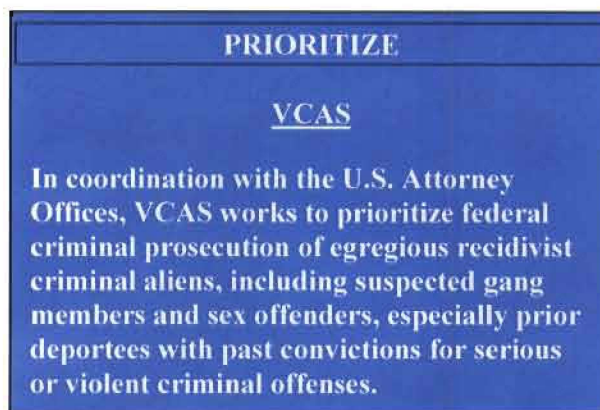 PRIORITIZE
VCAS
In coordination with the U.S. Attorney
Offices, VCAS works to prioritize federal
criminal prosecution of egregious recidivist
criminal aliens, including suspected gang
members and sex offenders, especially prior
deportees with past convictions for serious
or violent criminal offenses.